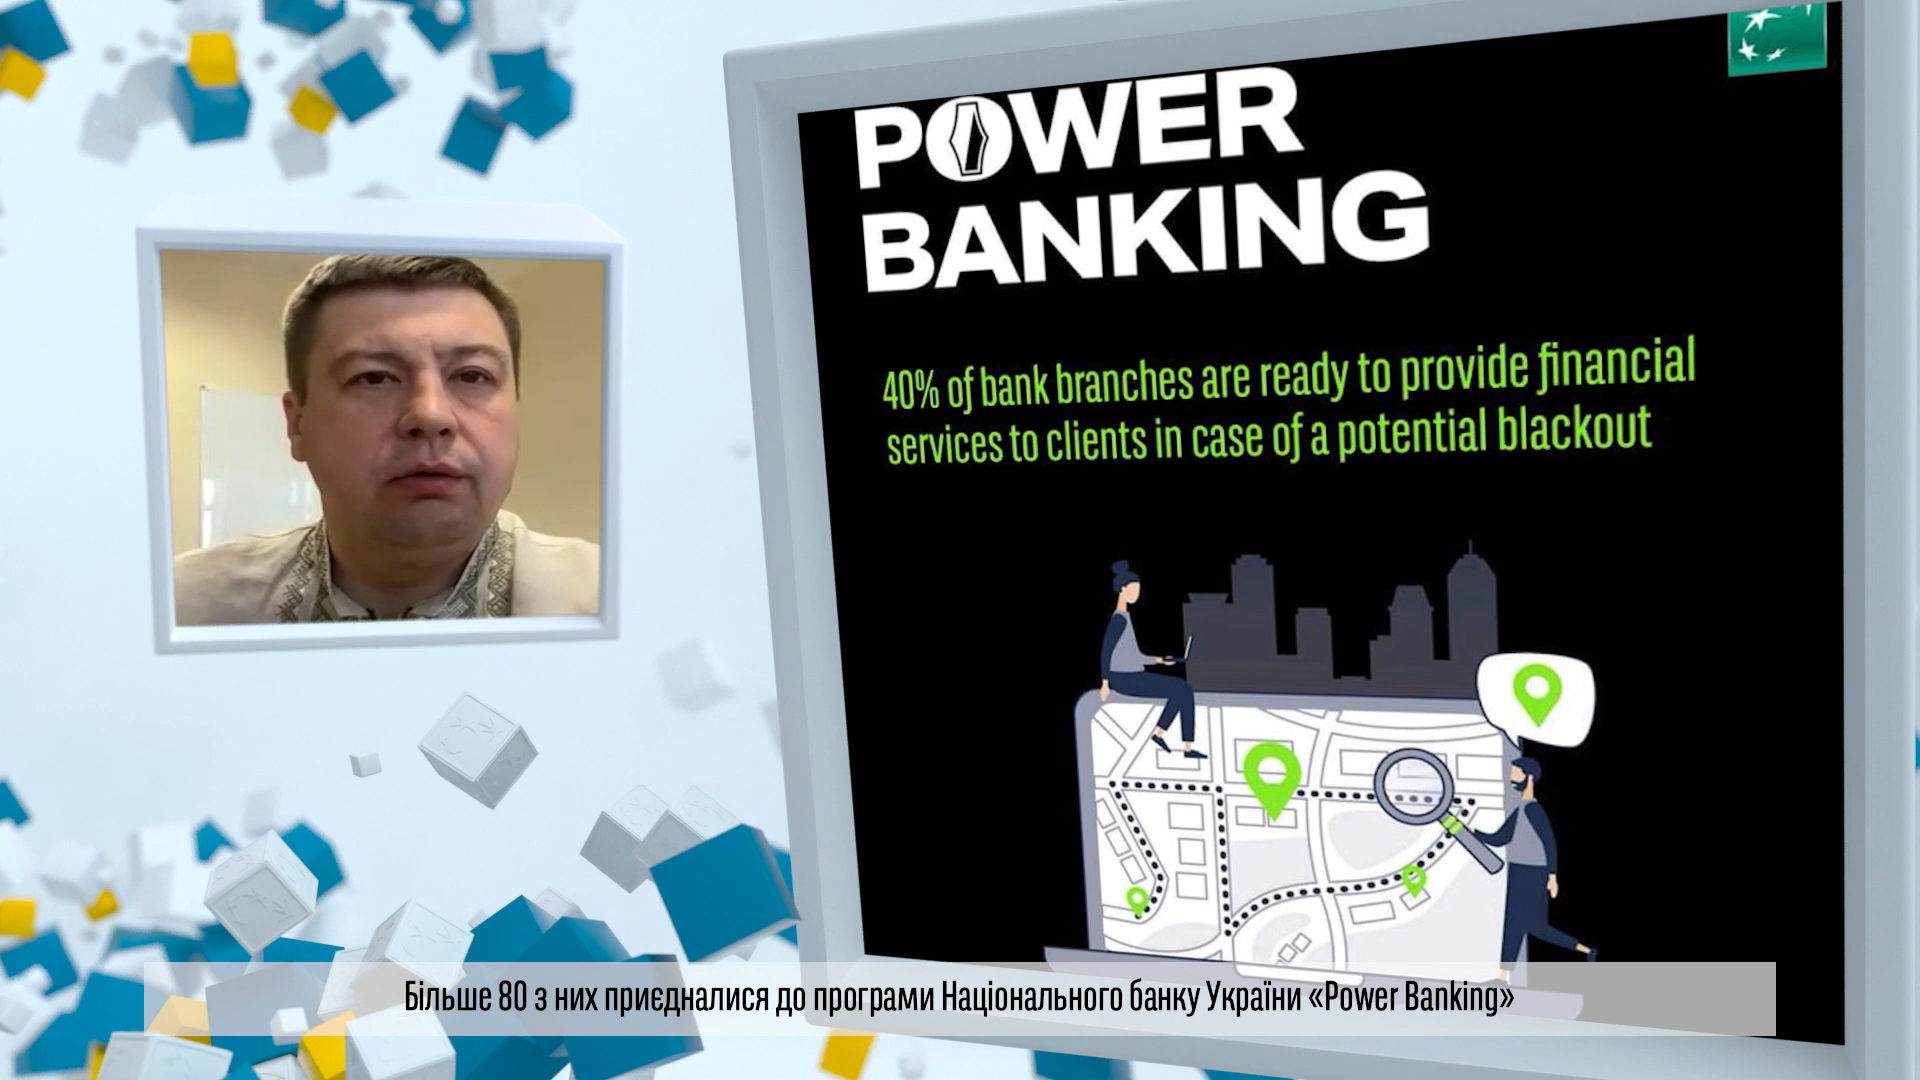 POWER
BANKING
40% of bank branches are ready to provide financial
services to clients in case of a potential blackout
Більше 80 з них приєдналися до програми Національного банку України «Power Banking»